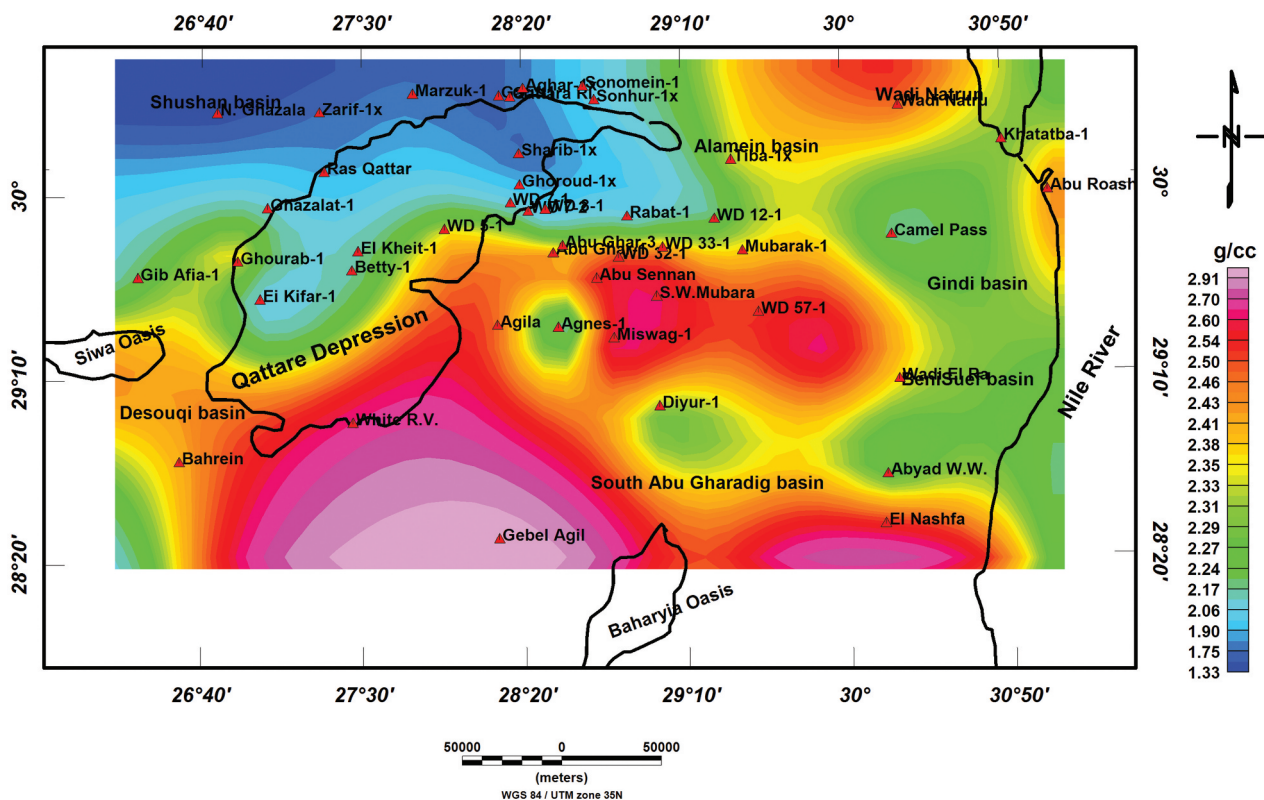 26°40' 27°30' 28°20' 29°10' 30° 30°50'
Sonomein-1
Marzuk-1
Sonhur-1x
Shushan basin
N. Ghazala
Zarif-1x
Wadi Natrun
Wadi Natru
N
Khatatba-1
Sharib-1x
Alamein basin
Tiba-1x
Ras Qattar
30°
30°
Ghoroud-1x
Abu Roash
Ghazalat-1
Rabat-1
WD 12-1
WD 5-1
Camel Pass
El Kheit-1
Abu Ghar-3
WD 33-1
Mubarak-1
WD 32-1
Ghourab-1
Betty-1
g/cc
Gib Afia-1
Abu Sennan
Gindi basin
Ei Kifar-1
S.W.Mubara
WD 57-1
Siwa Oasis
Qattare Depression
Agila
Agnes-1
Miswag-1
Nile River
29°10'
29°10'
Wadi El Ra
BeniSuef basin
Desouqi basin
White R.V.
Diyur-1
Bahrein
Abyad W.W.
South Abu Gharadig basin
El Nashfa
Gebel Agil
28°20'
28°20'
Baharyia Oasis
2.91
2.70
2.60
2.54
2.50
2.46
2.43
2.41
2.38
2.35
2.33
2.31
2.29
2.27
2.24
2.17
2.06
1.90
1.75
1.33
26°40' 27°30' 28°20' 29°10' 30° 30°50'
50000 0 50000
(meters)
WGS 84 / UTM zone 35N